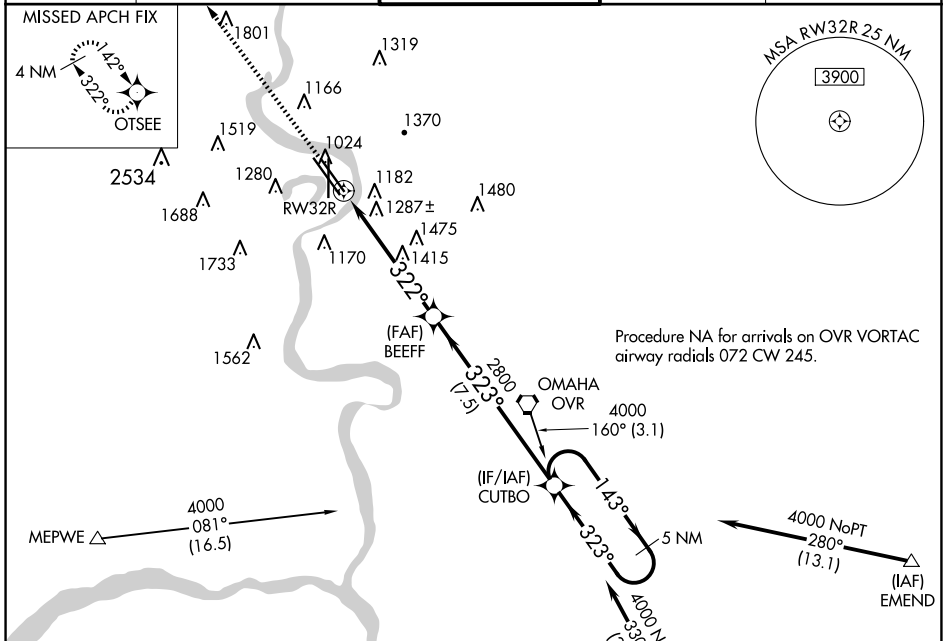 MISSED APCH FIX
4 NM
142°
322°
OTSEE
1801
1319
1166
1370
1519
1024
2534
1280
1182
1688
RW32R
1287±
1480
1475
1733
1170
1415
322°
1562
(FAF)
BEEFF
MSA RW32R 25 NM
3900
Procedure NA for arrivals on OVR VORTAC
airway radials 072 CW 245.
2800
323°
(7.5)
OMAHA
OVR
4000
160° (3.1)
(IF/IAF)
CUTBO
143°
323°
5 NM
MEPWE
4000
081°
(16.5)
4000 NoPT
280°
(13.1)
(IAF)
EMEND
4000 N